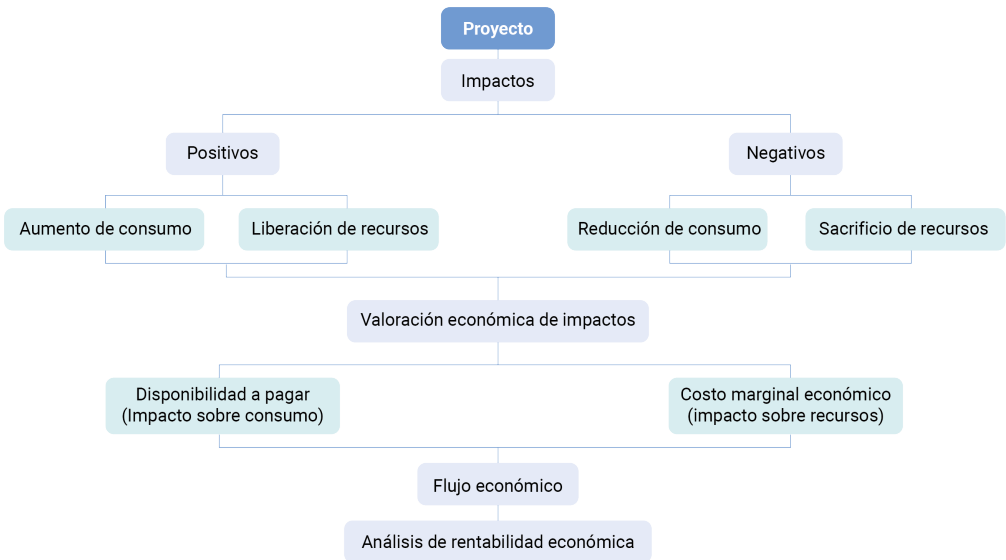 Proyecto
Impactos
Positivos
Negativos
Aumento de consumo
Liberación de recursos
Reducción de consumo
Sacrificio de recursos
Valoración económica de impactos
Disponibilidad a pagar
(Impacto sobre consumo)
Costo marginal económico
(impacto sobre recursos)
Flujo económico
Análisis de rentabilidad económica